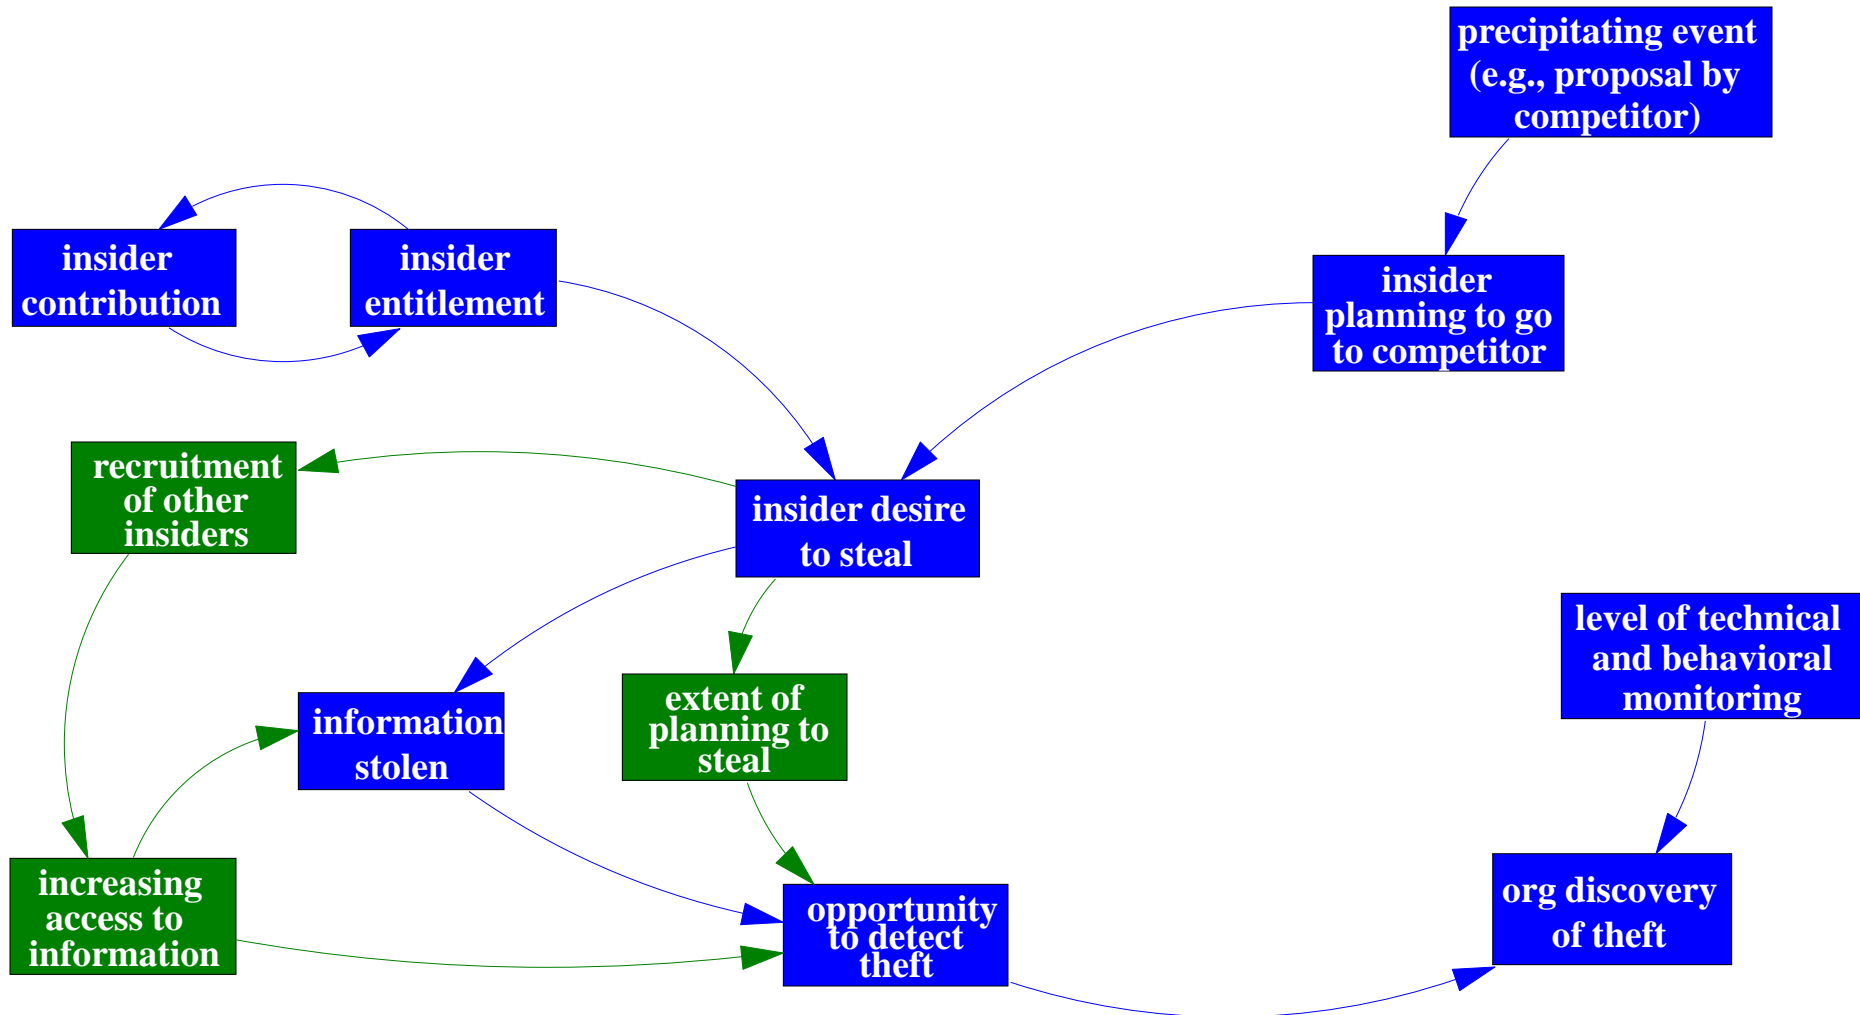 precipitating event
(e.g., proposal by
competitor)
insider
contribution
insider
entitlement
insider
planning to go
to competitor
recruitment
of other
insiders
insider desire
to steal
level of technical
and behavioral
monitoring
information
stolen
extent of
planning to
steal
increasing
access to
information
opportunity
to detect
theft
org discovery
of theft